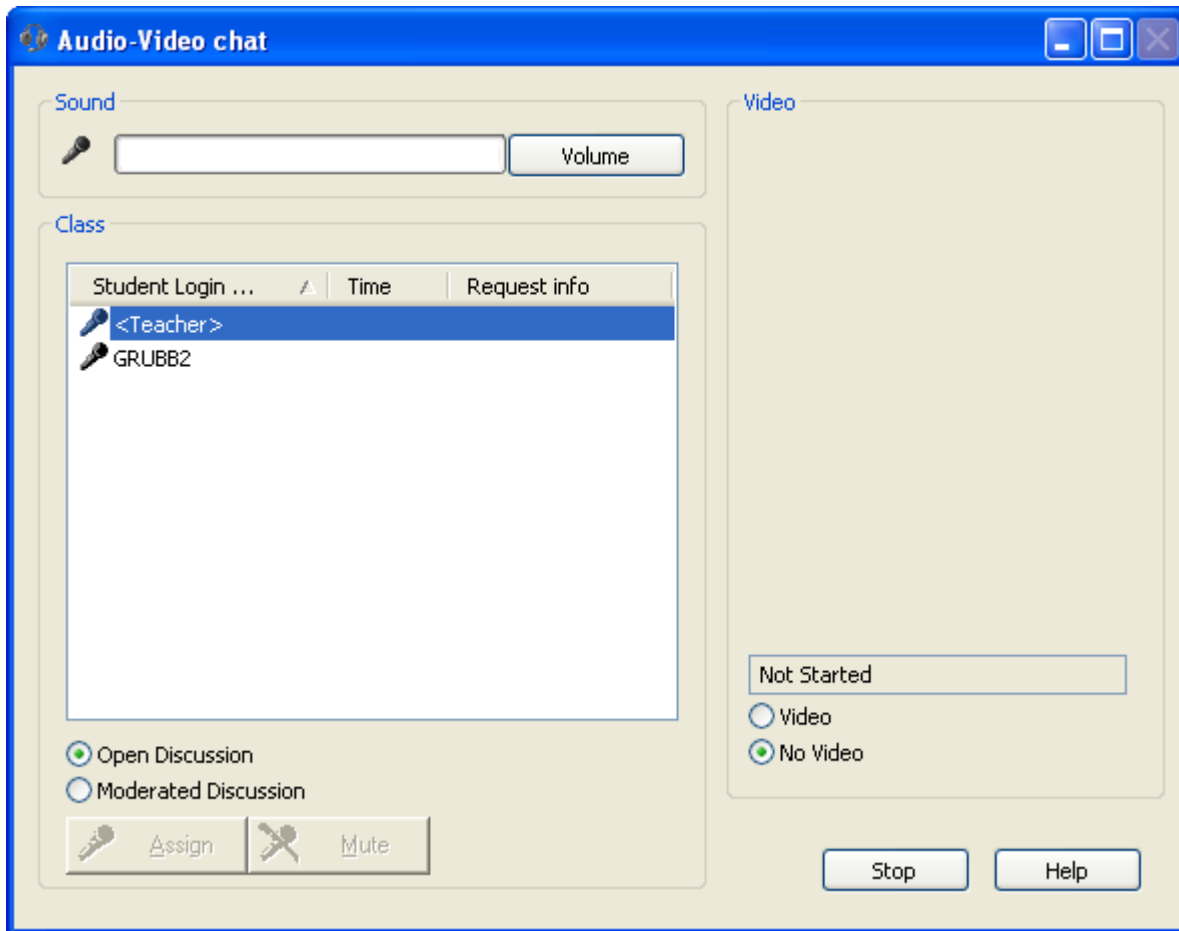 Audio-Video chat
Sound
Volume
Class
Student Login ... Time Request info
<Teacher>
GRUBB2
Open Discussion
Moderated Discussion
Assign Mute
Video
Not Started
Video
No Video
Stop Help